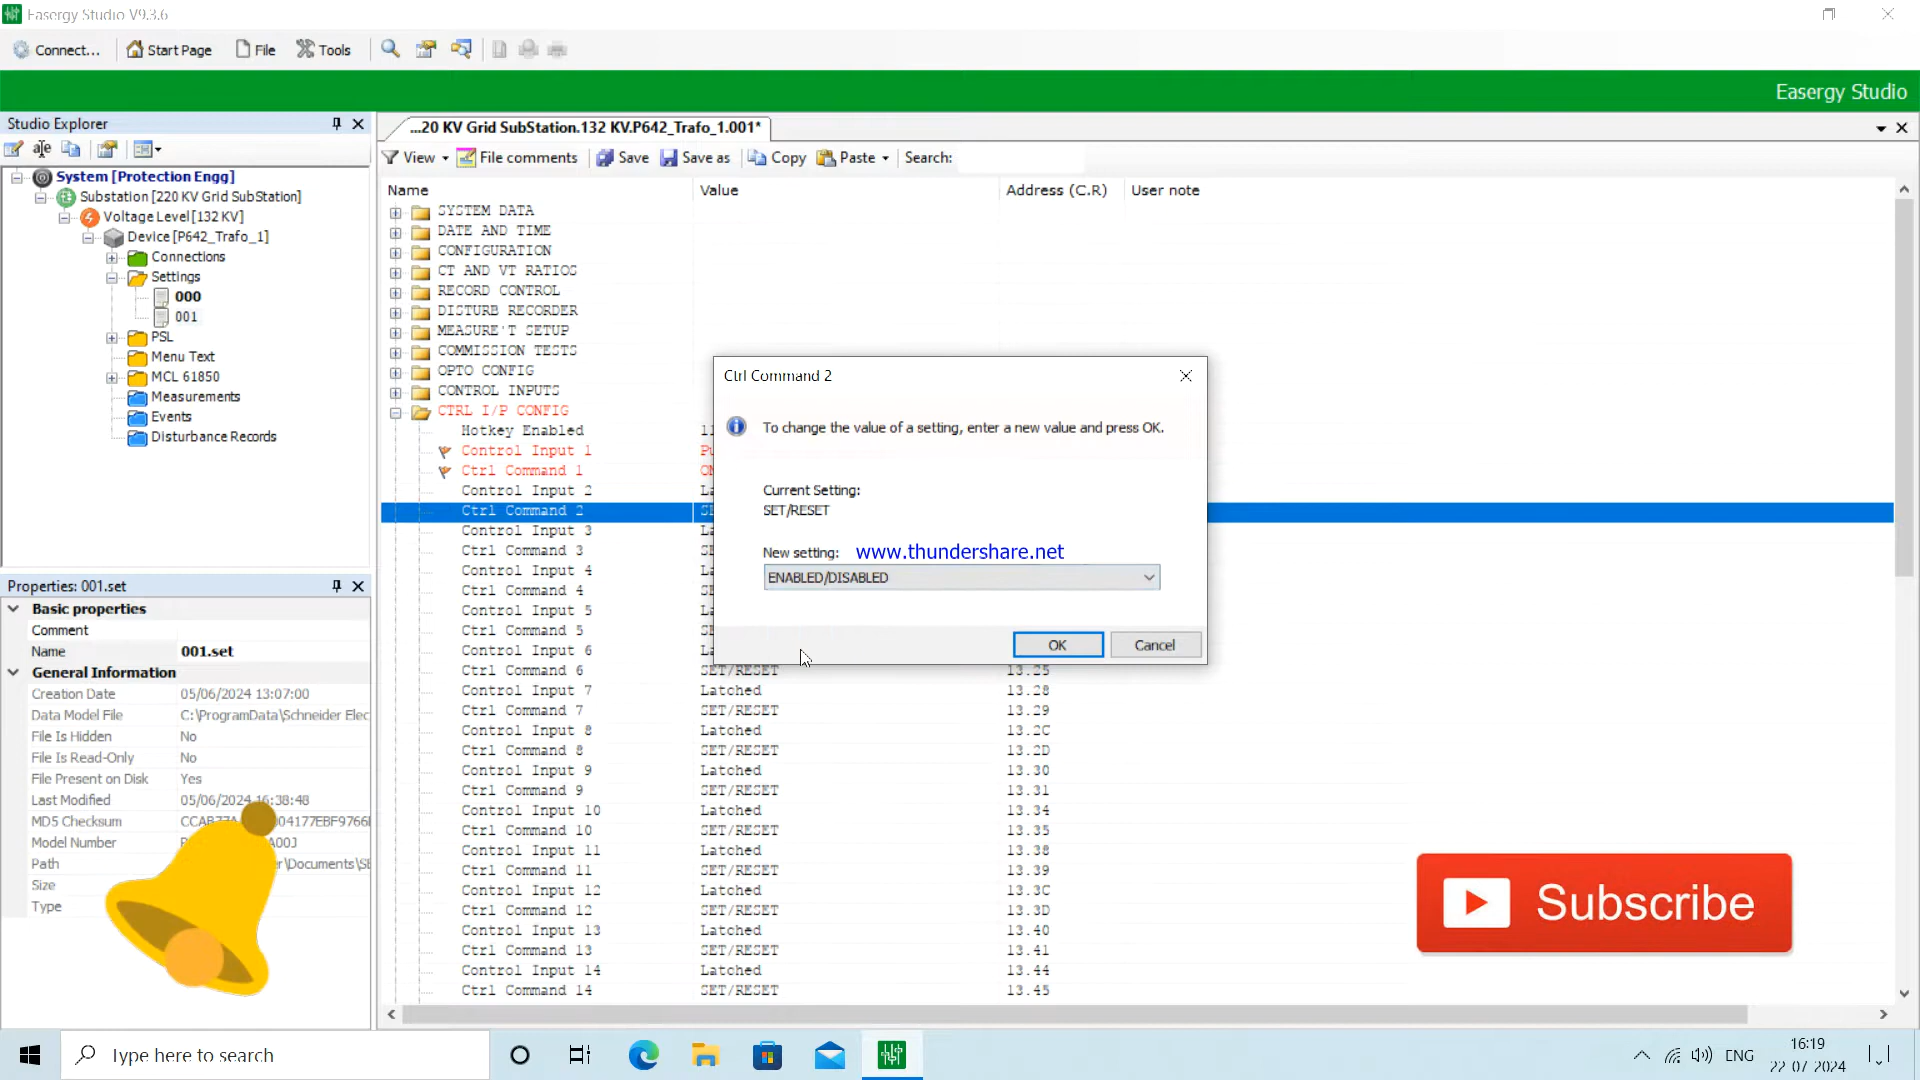 Easergy Studio V9.3.6
Connect...
Start Page
File
Tools
Easergy Studio
Studio Explorer
System [Protection Engg]
Substation [220 KV Grid SubStation]
Voltage Level [132 KV]
Device [P642_Trafo_1]
Connections
Settings
000
001
PSL
Menu Text
MCL 61850
Measurements
Events
Disturbance Records
Properties: 001.set
Basic properties
Comment
Name 001.set
General Information
Creation Date 05/06/2024 13:07:00
Data Model File C:\ProgramData\Schneider Elec
File Is Hidden No
File Is Read-Only No
File Present on Disk Yes
Last Modified 05/06/2024 16:38:48
MD5 Checksum
Model Number
Path
Size
Type
...20 KV Grid SubStation.132 KV.P642_Trafo_1.001*
View File comments Save Save as Copy Paste Search:
Name Value Address (C.R) User note
SYSTEM DATA
DATE AND TIME
CONFIGURATION
CT AND VT RATIOS
RECORD CONTROL
DISTURB RECORDER
MEASURE'T SETUP
COMMISSION TESTS
OPTO CONFIG
CONTROL INPUTS
CTRL I/P CONFIG
Hotkey Enabled
Control Input 1
Ctrl Command 1
Control Input 2
Ctrl Command 2
Control Input 3
Ctrl Command 3
Control Input 4
Ctrl Command 4
Control Input 5
Ctrl Command 5
Control Input 6
Ctrl Command 6 SET/RESET 13.25
Control Input 7 Latched 13.28
Ctrl Command 7 SET/RESET 13.29
Control Input 8 Latched 13.2C
Ctrl Command 8 SET/RESET 13.2D
Control Input 9 Latched 13.30
Ctrl Command 9 SET/RESET 13.31
Control Input 10 Latched 13.34
Ctrl Command 10 SET/RESET 13.35
Control Input 11 Latched 13.38
Ctrl Command 11 SET/RESET 13.39
Control Input 12 Latched 13.3C
Ctrl Command 12 SET/RESET 13.3D
Control Input 13 Latched 13.40
Ctrl Command 13 SET/RESET 13.41
Control Input 14 Latched 13.44
Ctrl Command 14 SET/RESET 13.45
Ctrl Command 2
To change the value of a setting, enter a new value and press OK.
Current Setting:
SET/RESET
New setting: www.thundershare.net
ENABLED/DISABLED
OK
Cancel
Subscribe
Type here to search
ENG
16:19
22-07-2024